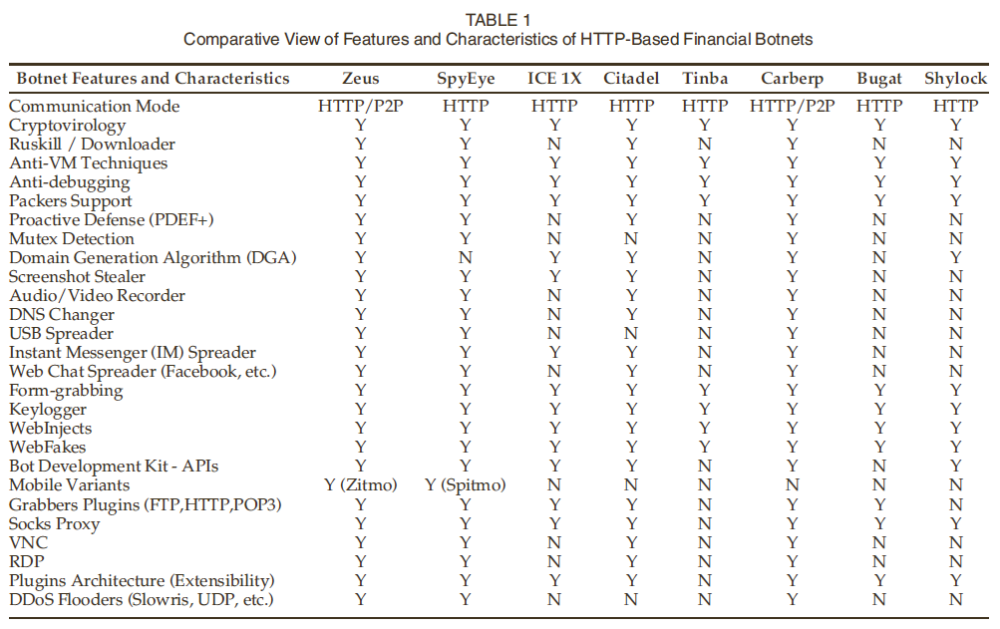 TABLE 1
Comparative View of Features and Characteristics of HTTP-Based Financial Botnets
Botnet Features and Characteristics Zeus SpyEye ICE 1X Citadel Tinba Carberp Bugat Shylock
Communication Mode HTTP/P2P HTTP HTTP HTTP HTTP HTTP/P2P HTTP HTTP
Cryptovirology Y Y Y Y Y Y Y Y
Ruskill / Downloader Y Y N Y N Y N N
Anti-VM Techniques Y Y Y Y Y Y Y Y
Anti-debugging Y Y Y Y Y Y Y Y
Packers Support Y Y Y Y Y Y Y Y
Proactive Defense (PDEF+) Y Y N Y N Y N N
Mutex Detection Y Y N N N Y N N
Domain Generation Algorithm (DGA) Y N Y Y N Y N Y
Screenshot Stealer Y Y Y Y N Y N N
Audio/Video Recorder Y Y N Y N Y N N
DNS Changer Y Y N Y N Y N N
USB Spreader Y Y N N N Y N N
Instant Messenger (IM) Spreader Y Y Y Y N Y N N
Web Chat Spreader (Facebook, etc.) Y Y N Y N Y N N
Form-grabbing Y Y Y Y Y Y Y Y
Keylogger Y Y Y Y Y Y Y Y
WebInjects Y Y Y Y Y Y Y Y
WebFakes Y Y Y Y Y Y Y Y
Bot Development Kit - APIs Y Y Y Y N Y N Y
Mobile Variants Y (Zitmo) Y (Spitmo) N N N N N N
Grabbers Plugins (FTP,HTTP,POP3) Y Y Y Y N Y Y N
Socks Proxy Y Y Y Y N Y Y Y
VNC Y Y N Y N Y N N
RDP Y Y N Y N Y N N
Plugins Architecture (Extensibility) Y Y Y Y N Y Y Y
DDoS Flooders (Slowris, UDP, etc.) Y Y N N N Y N N